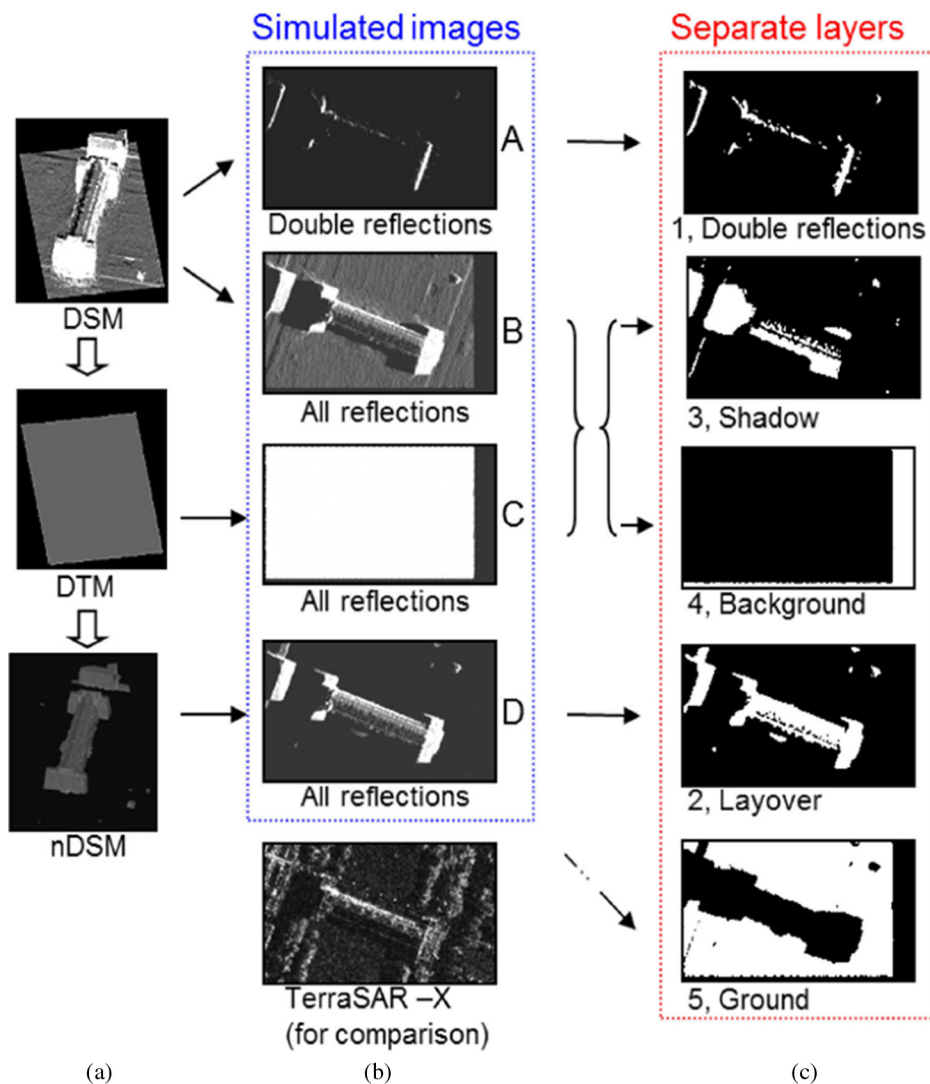 Simulated images
Separate layers
A
Double reflections
1, Double reflections
DSM
B
All reflections
3, Shadow
DTM
C
All reflections
4, Background
nDSM
D
All reflections
2, Layover
TerraSAR –X
(for comparison)
5, Ground
(a)
(b)
(c)